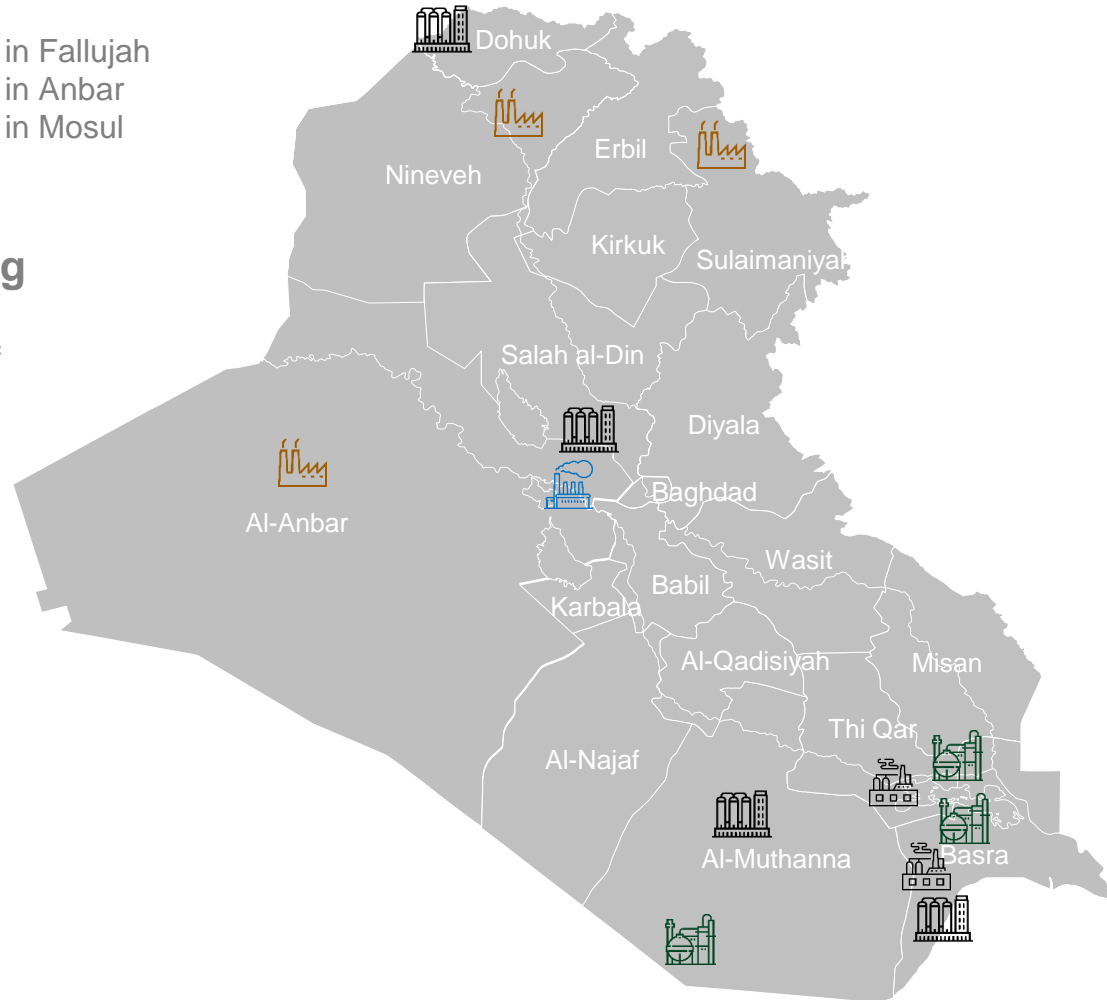 in Fallujah
in Anbar
in Mosul
g
Dohuk
Erbil
Nineveh
Kirkuk
Sulaimaniyah
Salah al-Din
Diyala
Baghdad
Al-Anbar
Wasit
Babil
Karbala
Al-Qadisiyah
Misan
Thi Qar
Al-Najaf
Al-Muthanna
Basra